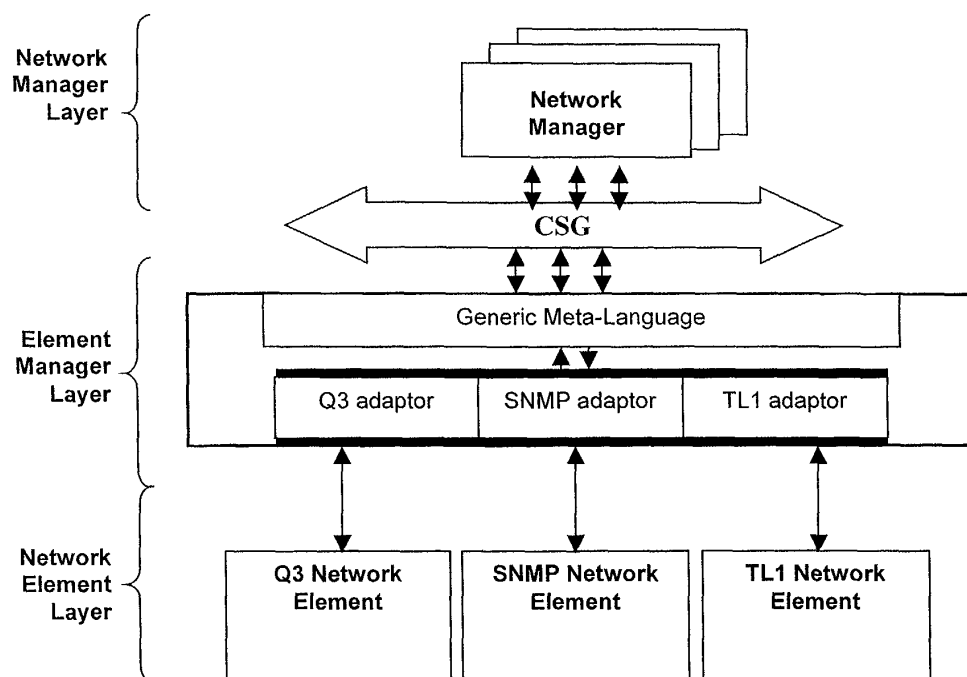 Network
Manager
Layer
Network
Manager
CSG
Generic Meta-Language
Element
Manager
Layer
Q3 adaptor
SNMP adaptor
TL1 adaptor
Network
Element
Layer
Q3 Network
Element
SNMP Network
Element
TL1 Network
Element